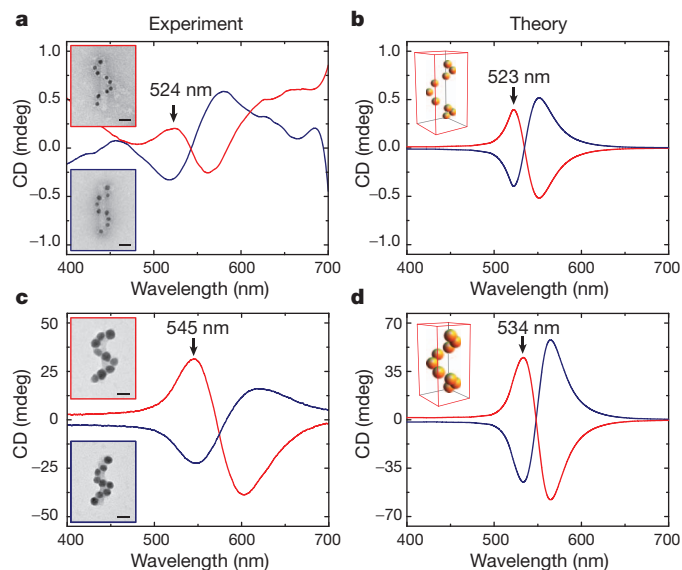 Experiment
Theory
a
1.0
0.5
0.0
−0.5
−1.0
CD (mdeg)
524 nm
400 500 600 700
Wavelength (nm)
b
1.0
0.5
0.0
−0.5
−1.0
CD (mdeg)
523 nm
400 500 600 700
Wavelength (nm)
c
50
25
0
−25
−50
CD (mdeg)
545 nm
400 500 600 700
Wavelength (nm)
d
70
35
0
−35
−70
CD (mdeg)
534 nm
400 500 600 700
Wavelength (nm)